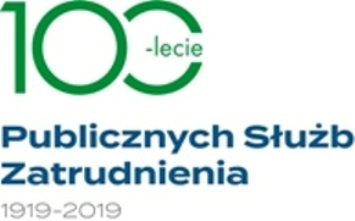 100-lecie
Publicznych Służb
Zatrudnienia
1919-2019